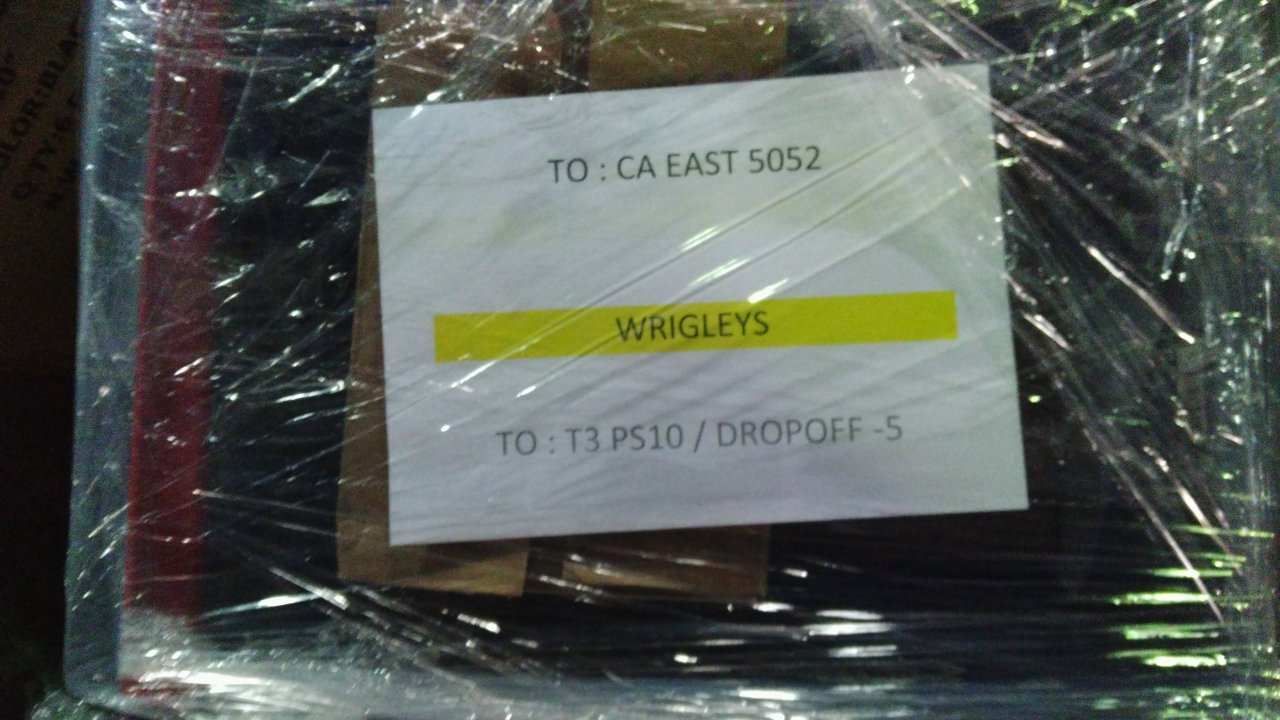 TO : CA EAST 5052
WRIGLEYS
TO : T3 PS10 / DROPOFF -5